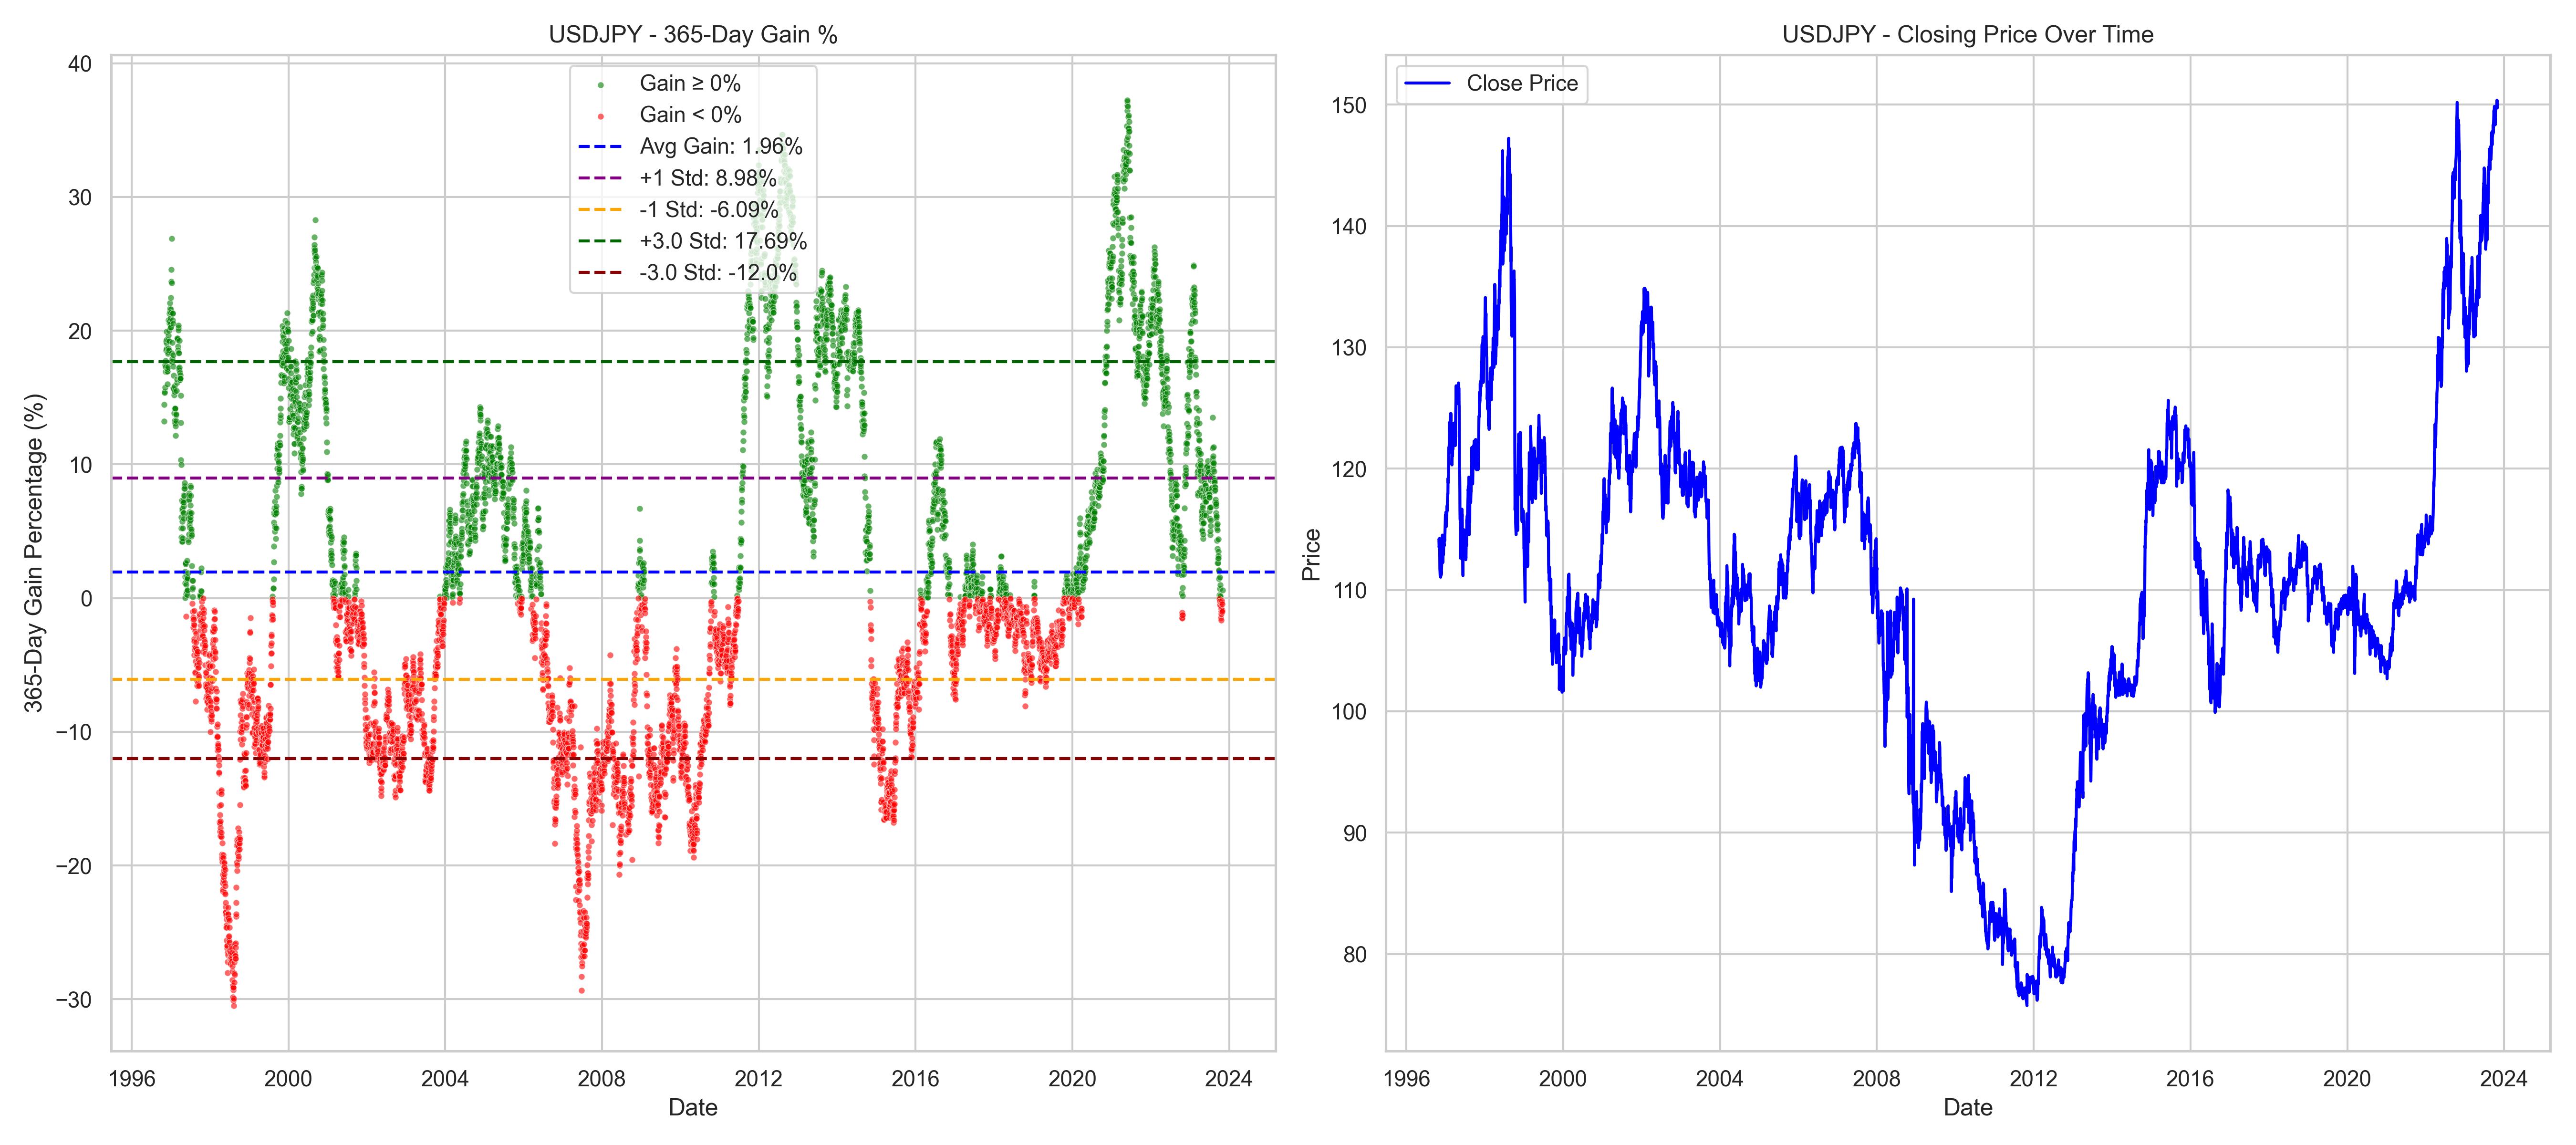 USDJPY - 365-Day Gain %
40
30
20
10
0
−10
−20
−30
365-Day Gain Percentage (%)
Gain ≥ 0%
Gain < 0%
Avg Gain: 1.96%
+1 Std: 8.98%
-1 Std: -6.09%
+3.0 Std: 17.69%
-3.0 Std: -12.0%
1996 2000 2004 2008 2012 2016 2020 2024
Date
USDJPY - Closing Price Over Time
Close Price
150
140
130
120
110
100
90
80
Price
1996 2000 2004 2008 2012 2016 2020 2024
Date